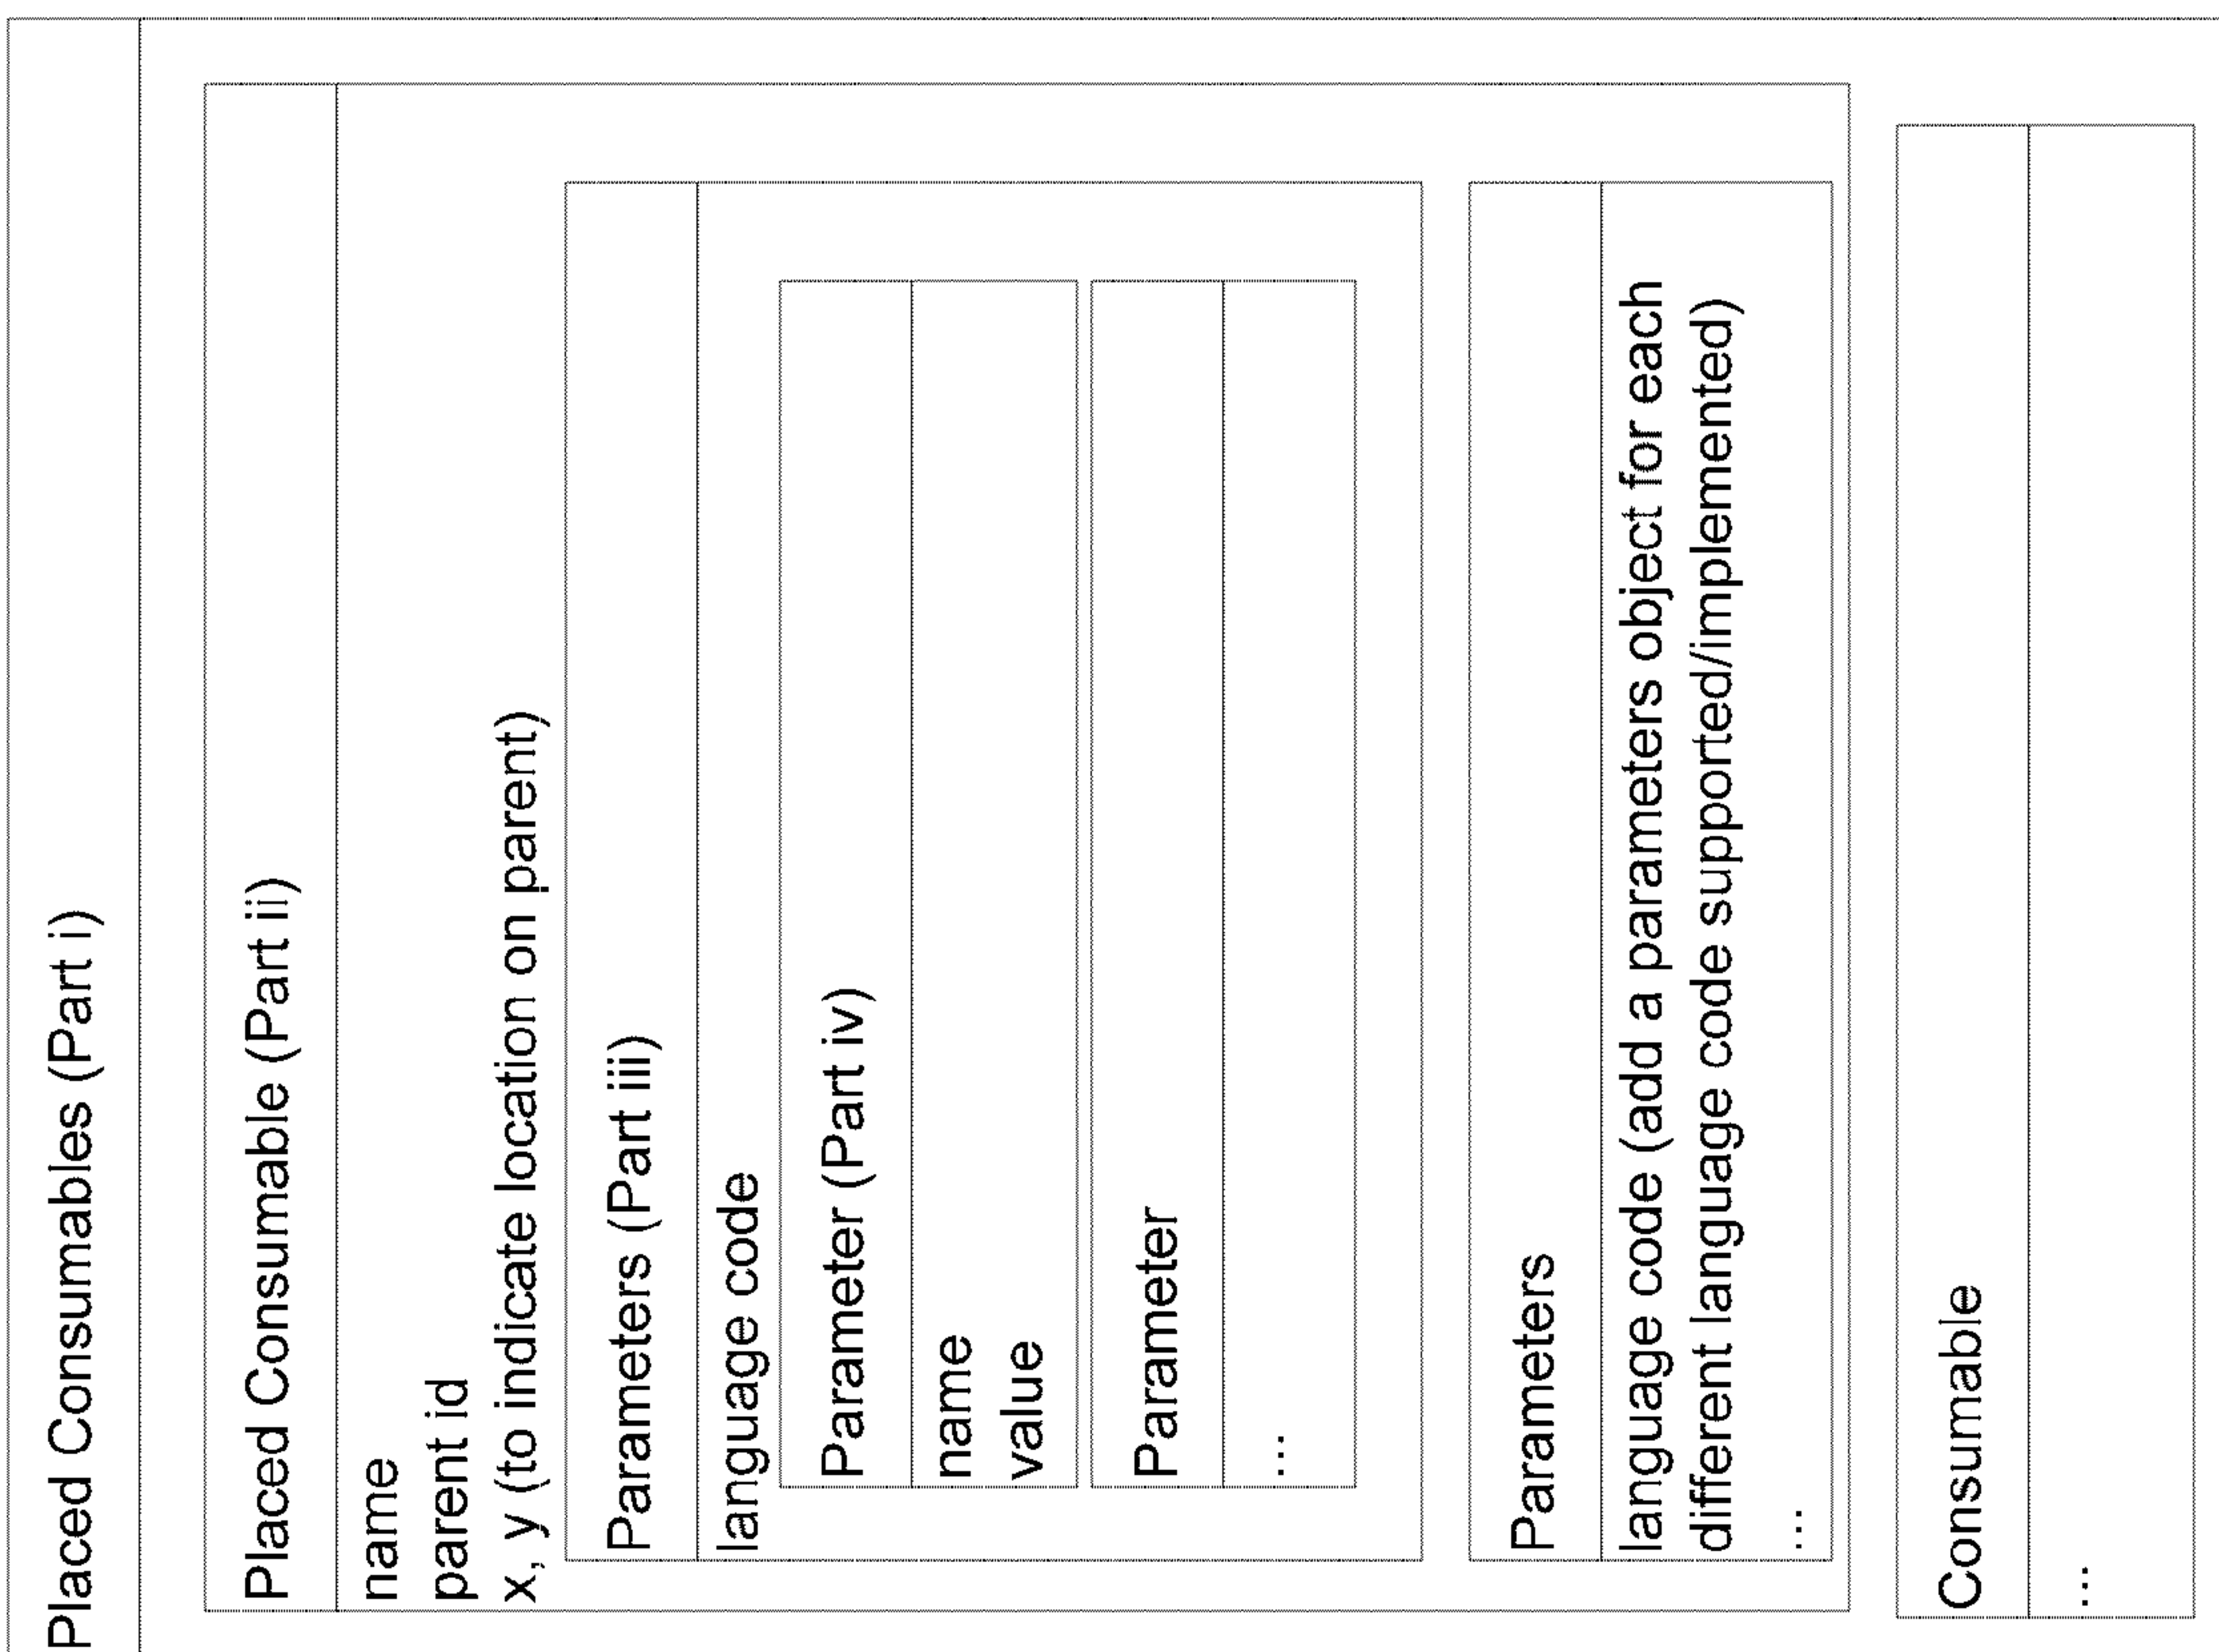 Placed Consumables (Part i)
Placed Consumable (Part ii)
name
parent id
x, y (to indicate location on parent)
Parameters (Part iii)
language code
Parameter (Part iv)
name
value
Parameter
...
Parameters
language code (add a parameters object for each
different language code supported/implemented)
...
Consumable
...